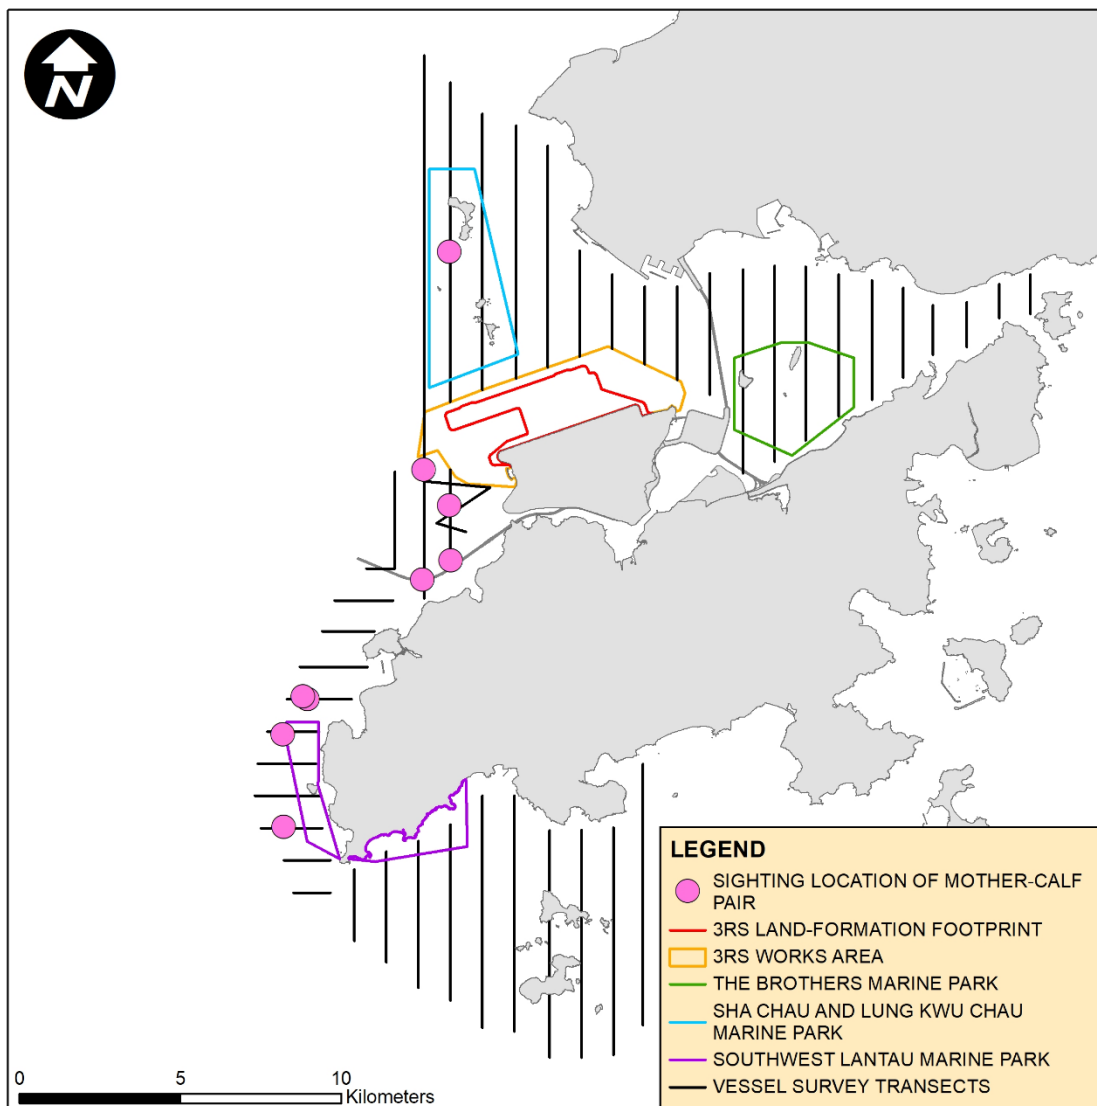 N
LEGEND
SIGHTING LOCATION OF MOTHER-CALF
PAIR
3RS LAND-FORMATION FOOTPRINT
3RS WORKS AREA
THE BROTHERS MARINE PARK
SHA CHAU AND LUNG KWU CHAU
MARINE PARK
SOUTHWEST LANTAU MARINE PARK
VESSEL SURVEY TRANSECTS
0 5 10
Kilometers